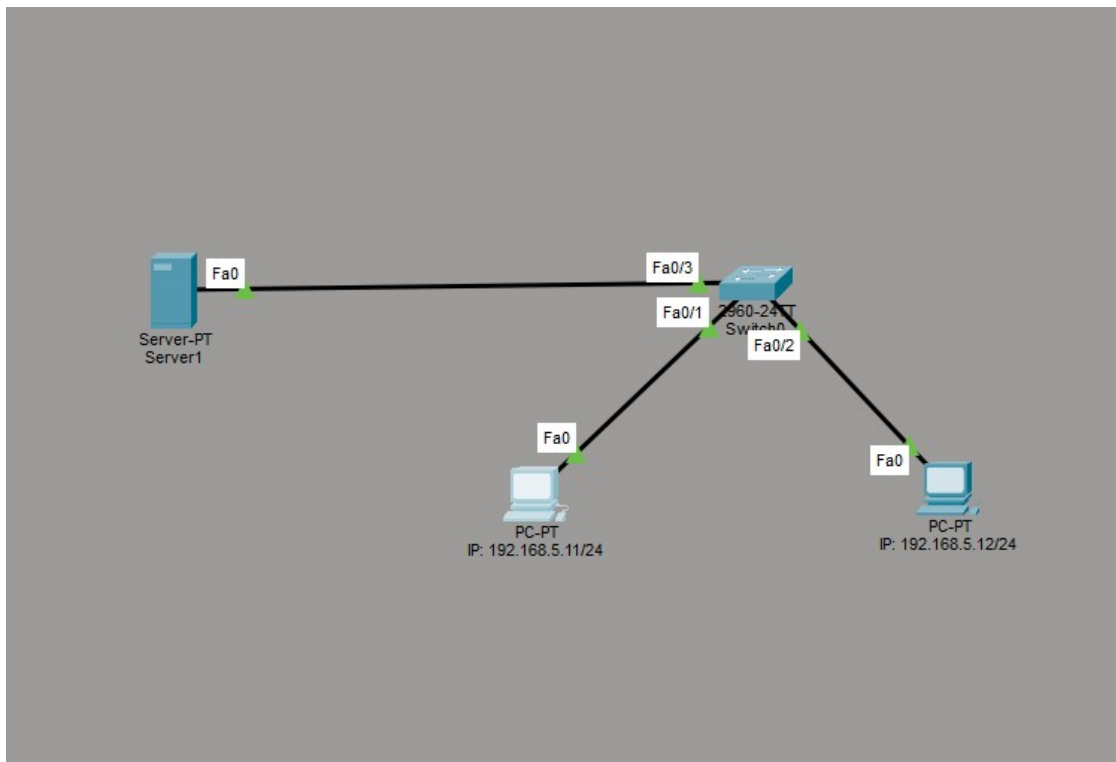 Fa0
Fa0/3
2960-24TT
Switch0
Fa0/1
Fa0/2
Server-PT
Server1
Fa0
Fa0
PC-PT
IP: 192.168.5.11/24
PC-PT
IP: 192.168.5.12/24